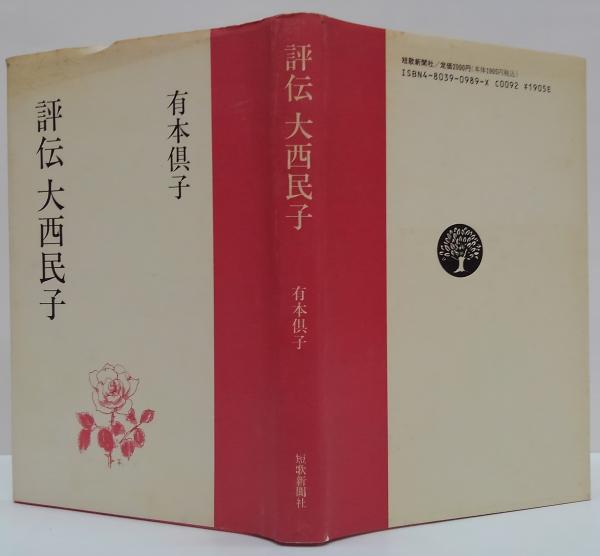 評伝 大西民子
有本倶子
評伝 大西民子
有本倶子
短歌新聞社
短歌新聞社/定価2000円(本体1905円税込)
ISBN4-8039-0989-X C0092 ¥1905E